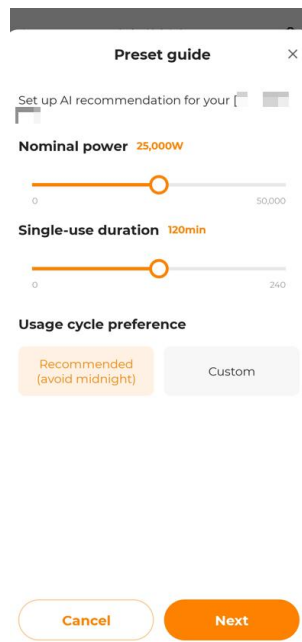 Preset guide ×
Set up AI recommendation for your [
Nominal power 25,000W
0 50,000
Single-use duration 120min
0 240
Usage cycle preference
Recommended
(avoid midnight)
Custom
Cancel Next